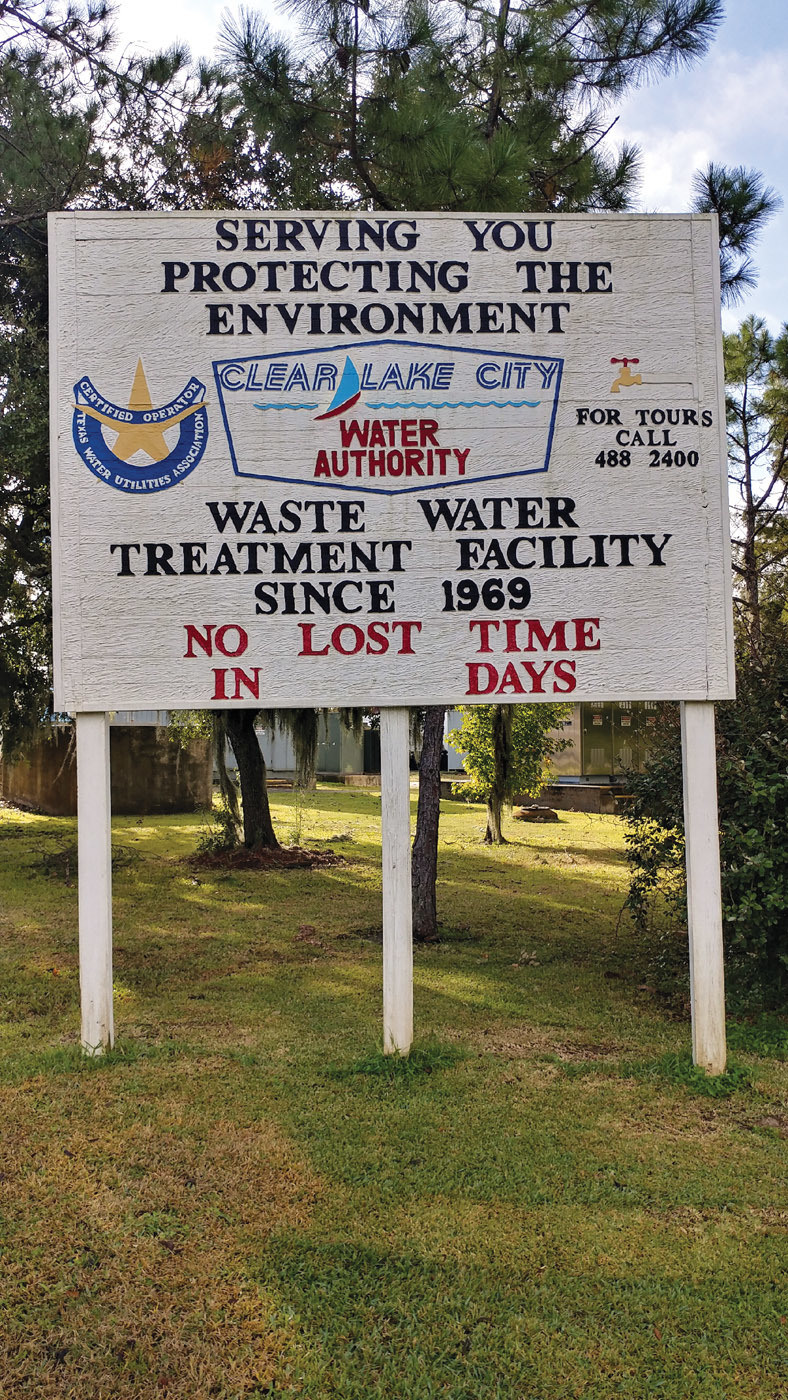 SERVING YOU
PROTECTING THE
ENVIRONMENT
CERTIFIED OPERATOR
TEXAS WATER UTILITIES ASSOCIATION
CLEAR LAKE CITY
WATER
AUTHORITY
FOR TOURS
CALL
488 2400
WASTE WATER
TREATMENT FACILITY
SINCE 1969
NO LOST TIME
IN DAYS